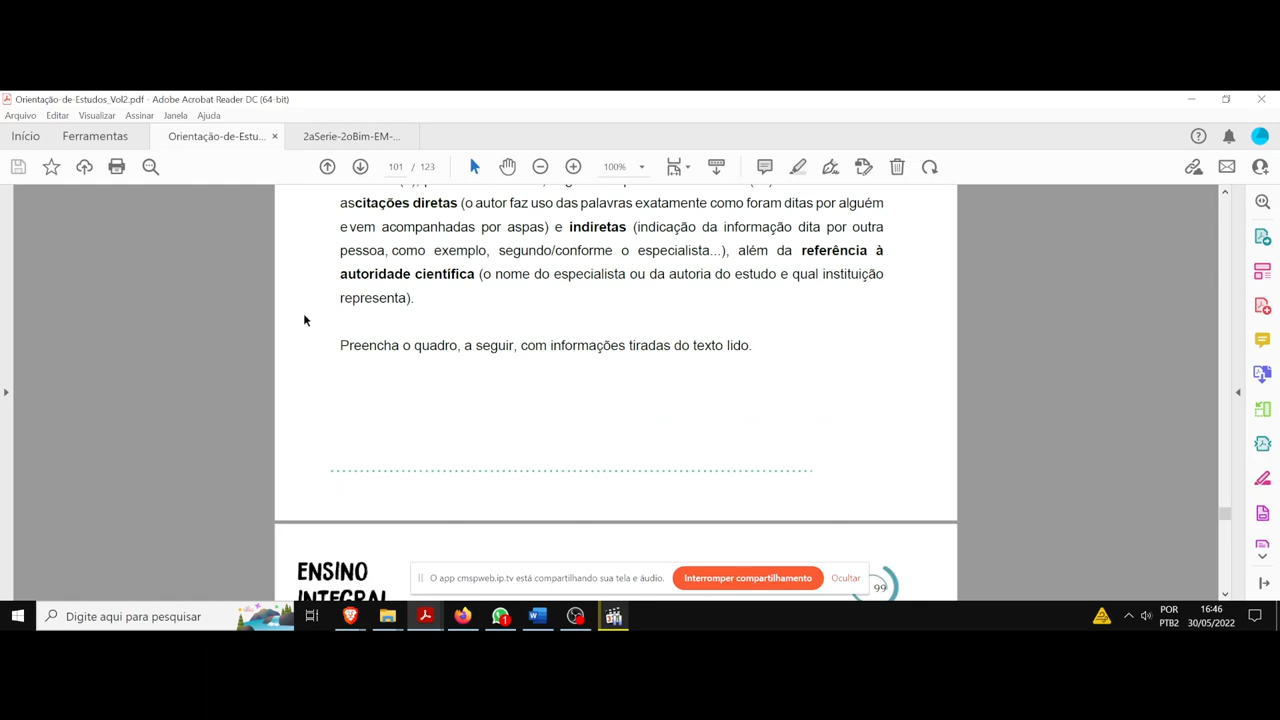 Orientação-de-Estudos_Vol2.pdf - Adobe Acrobat Reader DC (64-bit)
Arquivo Editar Visualizar Assinar Janela Ajuda
Início Ferramentas Orientação-de-Estu... × 2aSerie-2oBim-EM-...
101 / 123 100%
ascitações diretas (o autor faz uso das palavras exatamente como foram ditas por alguém
e vem acompanhadas por aspas) e indiretas (indicação da informação dita por outra
pessoa, como exemplo, segundo/conforme o especialista...), além da referência à
autoridade científica (o nome do especialista ou da autoria do estudo e qual instituição
representa).
Preencha o quadro, a seguir, com informações tiradas do texto lido.
ENSINO
INTEGRAL
O app cmspweb.ip.tv está compartilhando sua tela e áudio. Interromper compartilhamento Ocultar
99
Digite aqui para pesquisar
1
POR
PTB2
16:46
30/05/2022